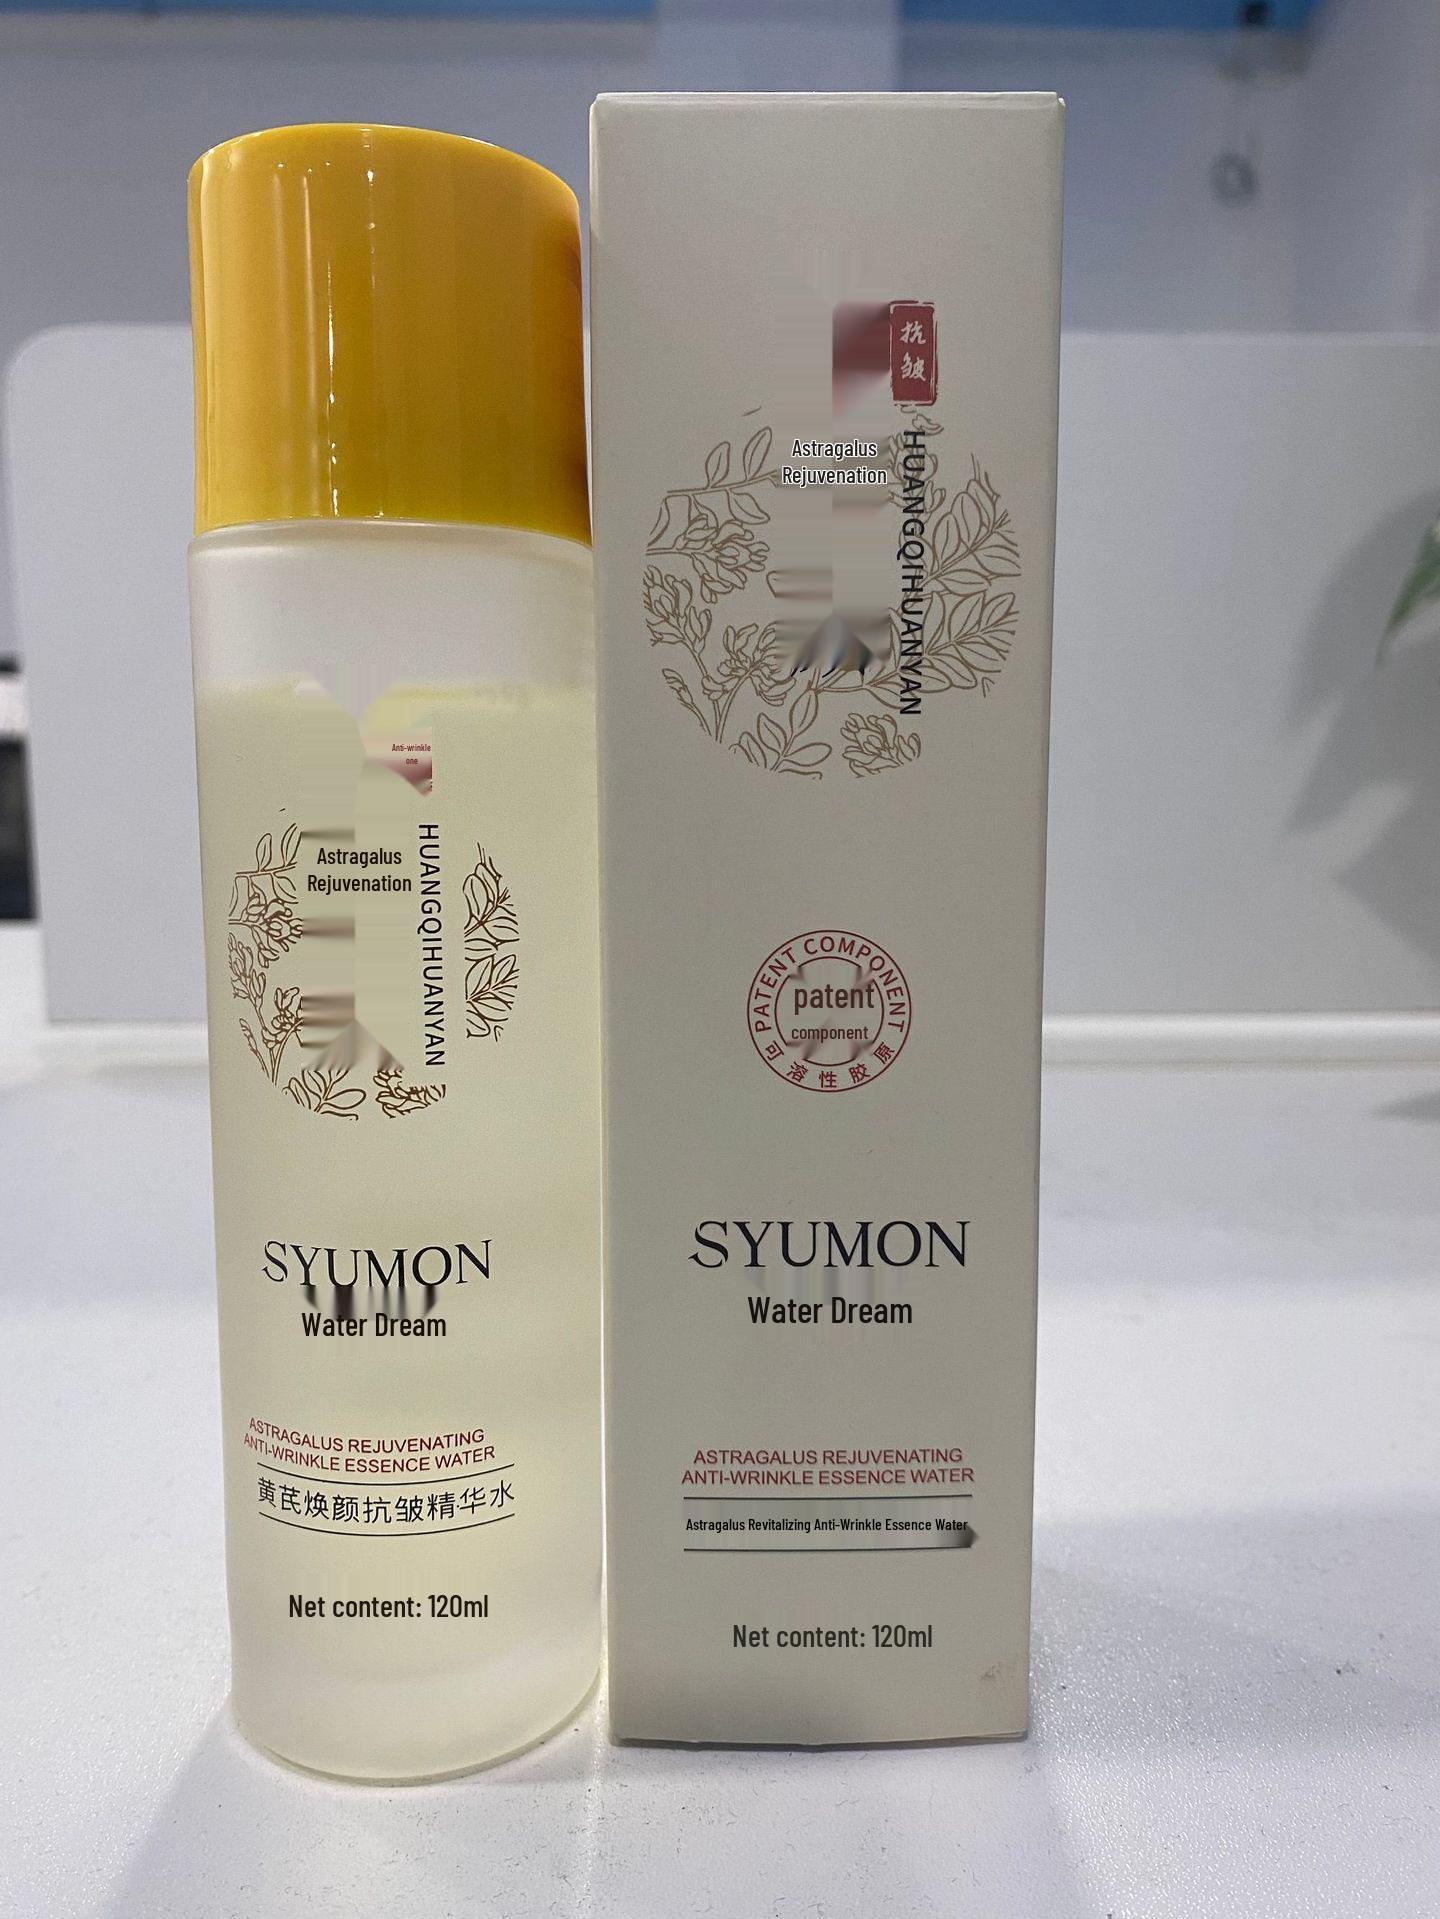 Anti-wrinkle
one
Astragalus
Rejuvenation
HUANGQIHUANYAN
SYUMON
Water Dream
ASTRAGALUS REJUVENATING
ANTI-WRINKLE ESSENCE WATER
黄芪焕颜抗皱精华水
Net content: 120ml
抗
皱
Astragalus
Rejuvenation
HUANGQIHUANYAN
PATENT COMPONENT
patent
component
可溶性胶原
SYUMON
Water Dream
ASTRAGALUS REJUVENATING
ANTI-WRINKLE ESSENCE WATER
Astragalus Revitalizing Anti-Wrinkle Essence Water
Net content: 120ml